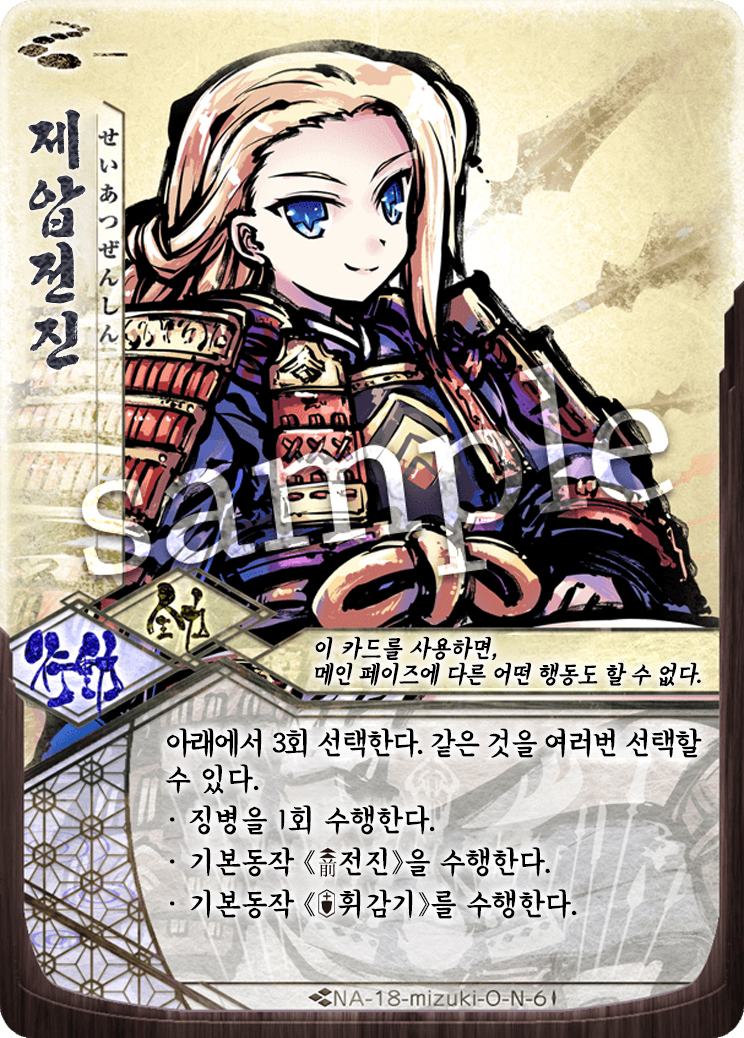 제압전진
せいあつぜんしん
sample
行動
全力
이 카드를 사용하면,
메인 페이즈에 다른 어떤 행동도 할 수 없다.
아래에서 3회 선택한다. 같은 것을 여러번 선택할
수 있다.
· 징병을 1회 수행한다.
· 기본동작 《前전진》을 수행한다.
· 기본동작 《휘감기》를 수행한다.
NA-18-mizuki-O-N-6